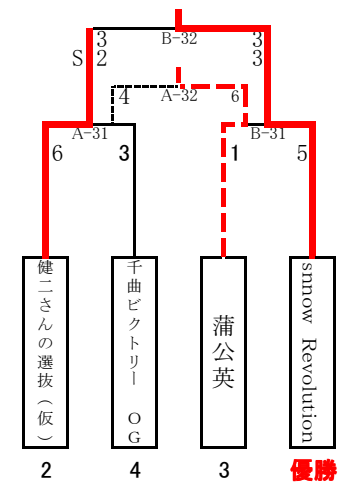 3 B-32 3
S 2 3
4 A-32 6
A-31 B-31
6 3 1 5
健二さんの選抜（仮）
千曲ビクトリー OG
蒲公英
snnow Revolution
2 4 3 優勝